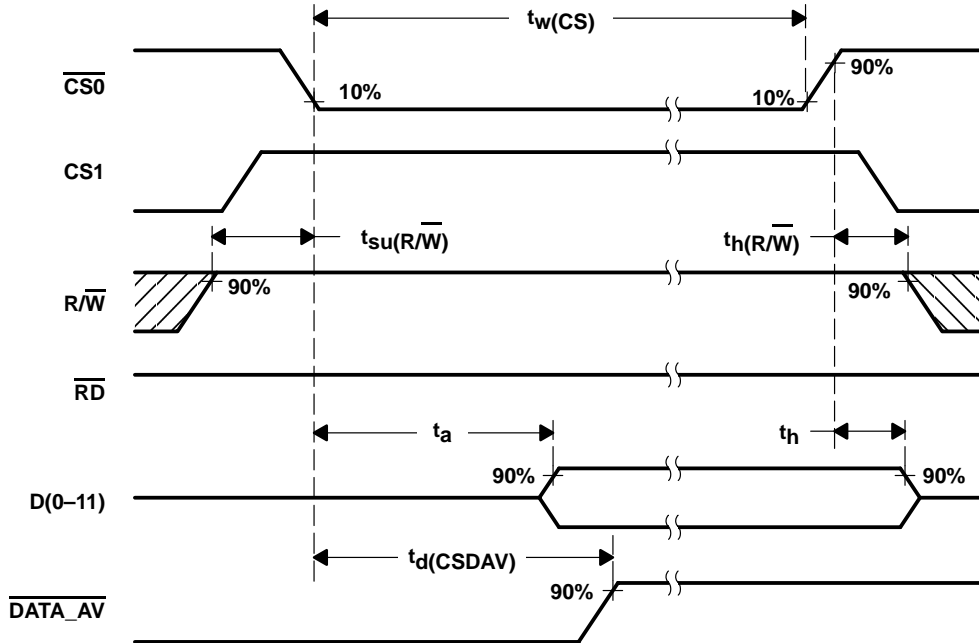 tw(CS)
CS0
10%
10%
90%
CS1
tsu(R/W)
th(R/W)
R/W
90%
90%
RD
ta
th
90%
90%
D(0–11)
td(CSDAV)
90%
DATA_AV